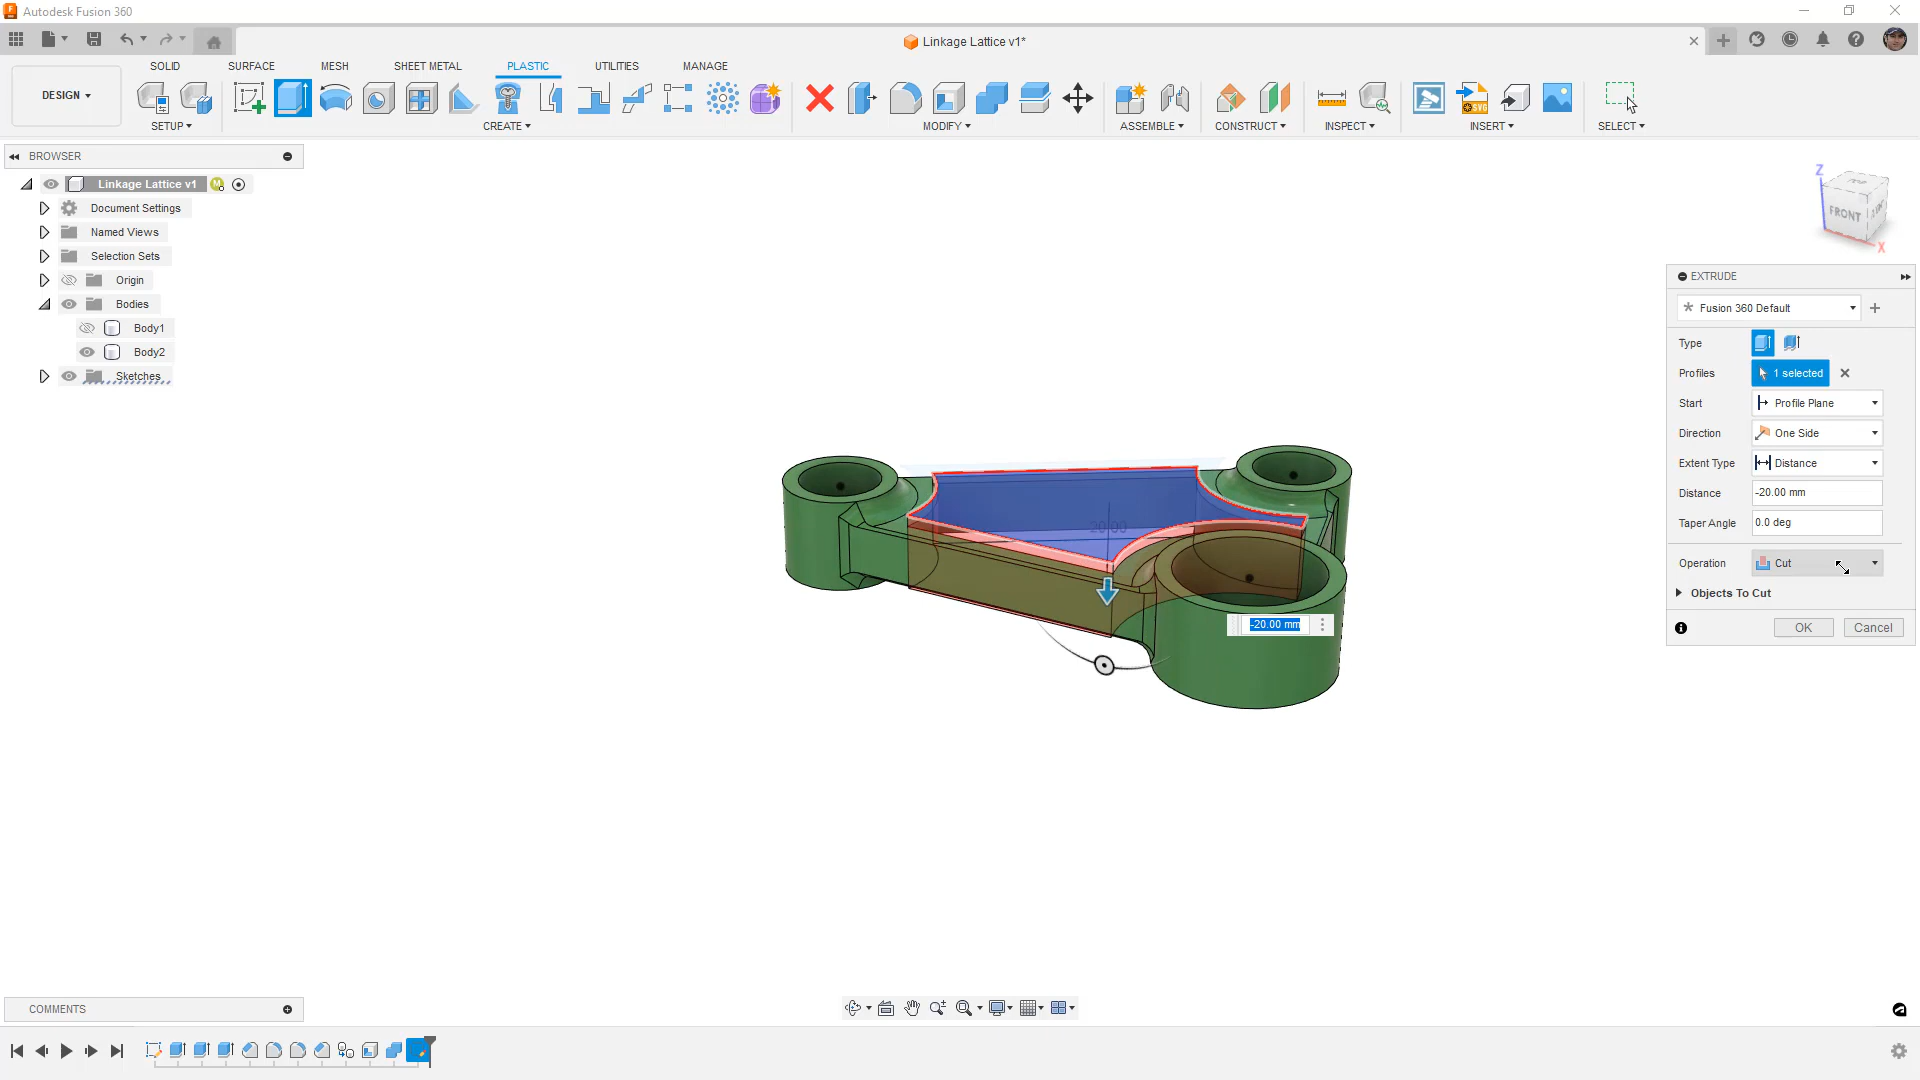 Autodesk Fusion 360
Linkage Lattice v1*
DESIGN
SOLID
SURFACE
MESH
SHEET METAL
PLASTIC
UTILITIES
MANAGE
SETUP
CREATE
MODIFY
ASSEMBLE
CONSTRUCT
INSPECT
INSERT
SELECT
BROWSER
Linkage Lattice v1
Document Settings
Named Views
Selection Sets
Origin
Bodies
Body1
Body2
Sketches
Z
FRONT
X
EXTRUDE
Fusion 360 Default
Type
Profiles
1 selected
Start
Profile Plane
Direction
One Side
Extent Type
Distance
Distance
-20.00 mm
Taper Angle
0.0 deg
Operation
Cut
Objects To Cut
OK
Cancel
20.00
-20.00 mm
COMMENTS